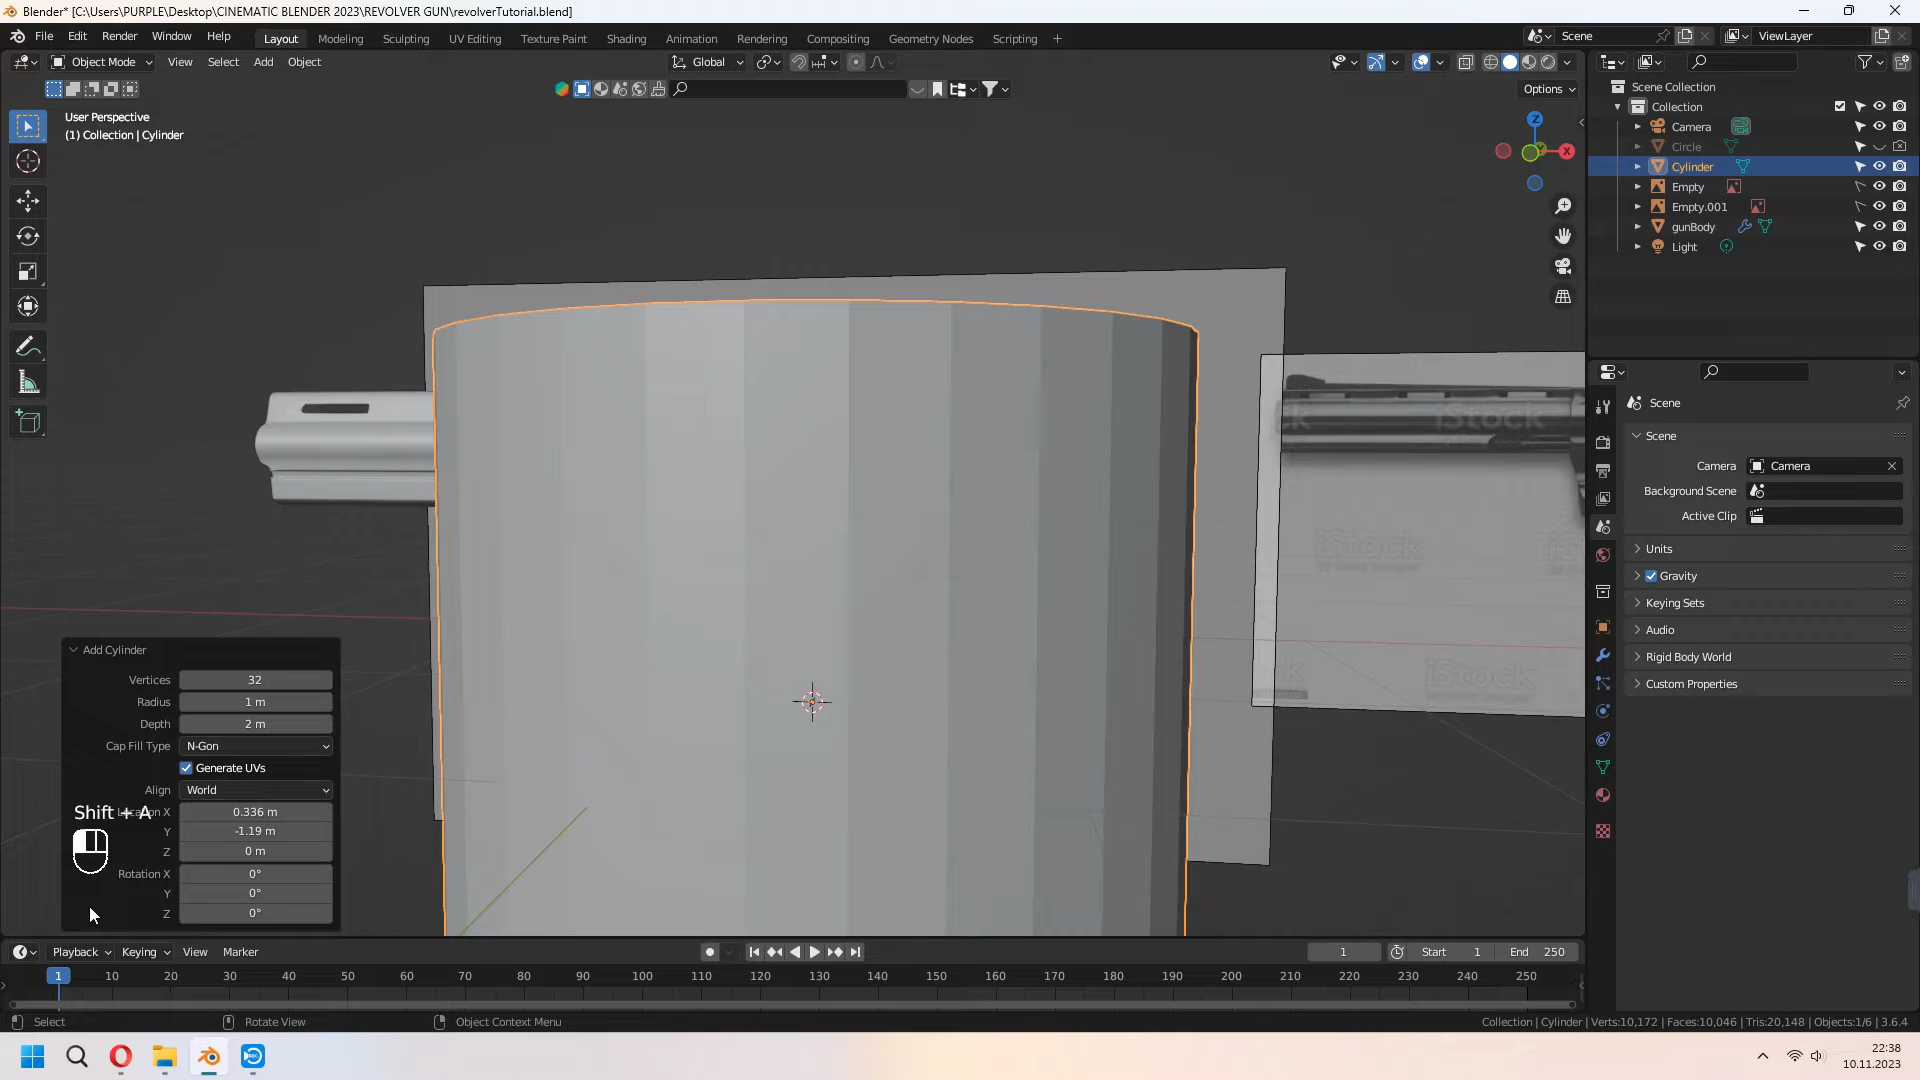 Blender* [C:\Users\PURPLE\Desktop\CINEMATIC BLENDER 2023\REVOLVER GUN\revolverTutorial.blend]
File Edit Render Window Help Layout Modeling Sculpting UV Editing Texture Paint Shading Animation Rendering Compositing Geometry Nodes Scripting + Scene ViewLayer
Object Mode View Select Add Object Global
Options
User Perspective
(1) Collection | Cylinder
Z
X
Scene Collection
Collection
Camera
Circle
Cylinder
Empty
Empty.001
gunBody
Light
Scene
Scene
Camera Camera
Background Scene
Active Clip
Units
Gravity
Keying Sets
Audio
Rigid Body World
Custom Properties
iStock
iStock
iStock
Add Cylinder
Vertices 32
Radius 1 m
Depth 2 m
Cap Fill Type N-Gon
Generate UVs
Align World
Location X 0.336 m
Y -1.19 m
Z 0 m
Rotation X 0°
Y 0°
Z 0°
Shift + A
Playback Keying View Marker 1 Start 1 End 250
1 10 20 30 40 50 60 70 80 90 100 110 120 130 140 150 160 170 180 190 200 210 220 230 240 250
Select Rotate View Object Context Menu Collection | Cylinder | Verts:10,172 | Faces:10,046 | Tris:20,148 | Objects:1/6 | 3.6.4
22:38
10.11.2023